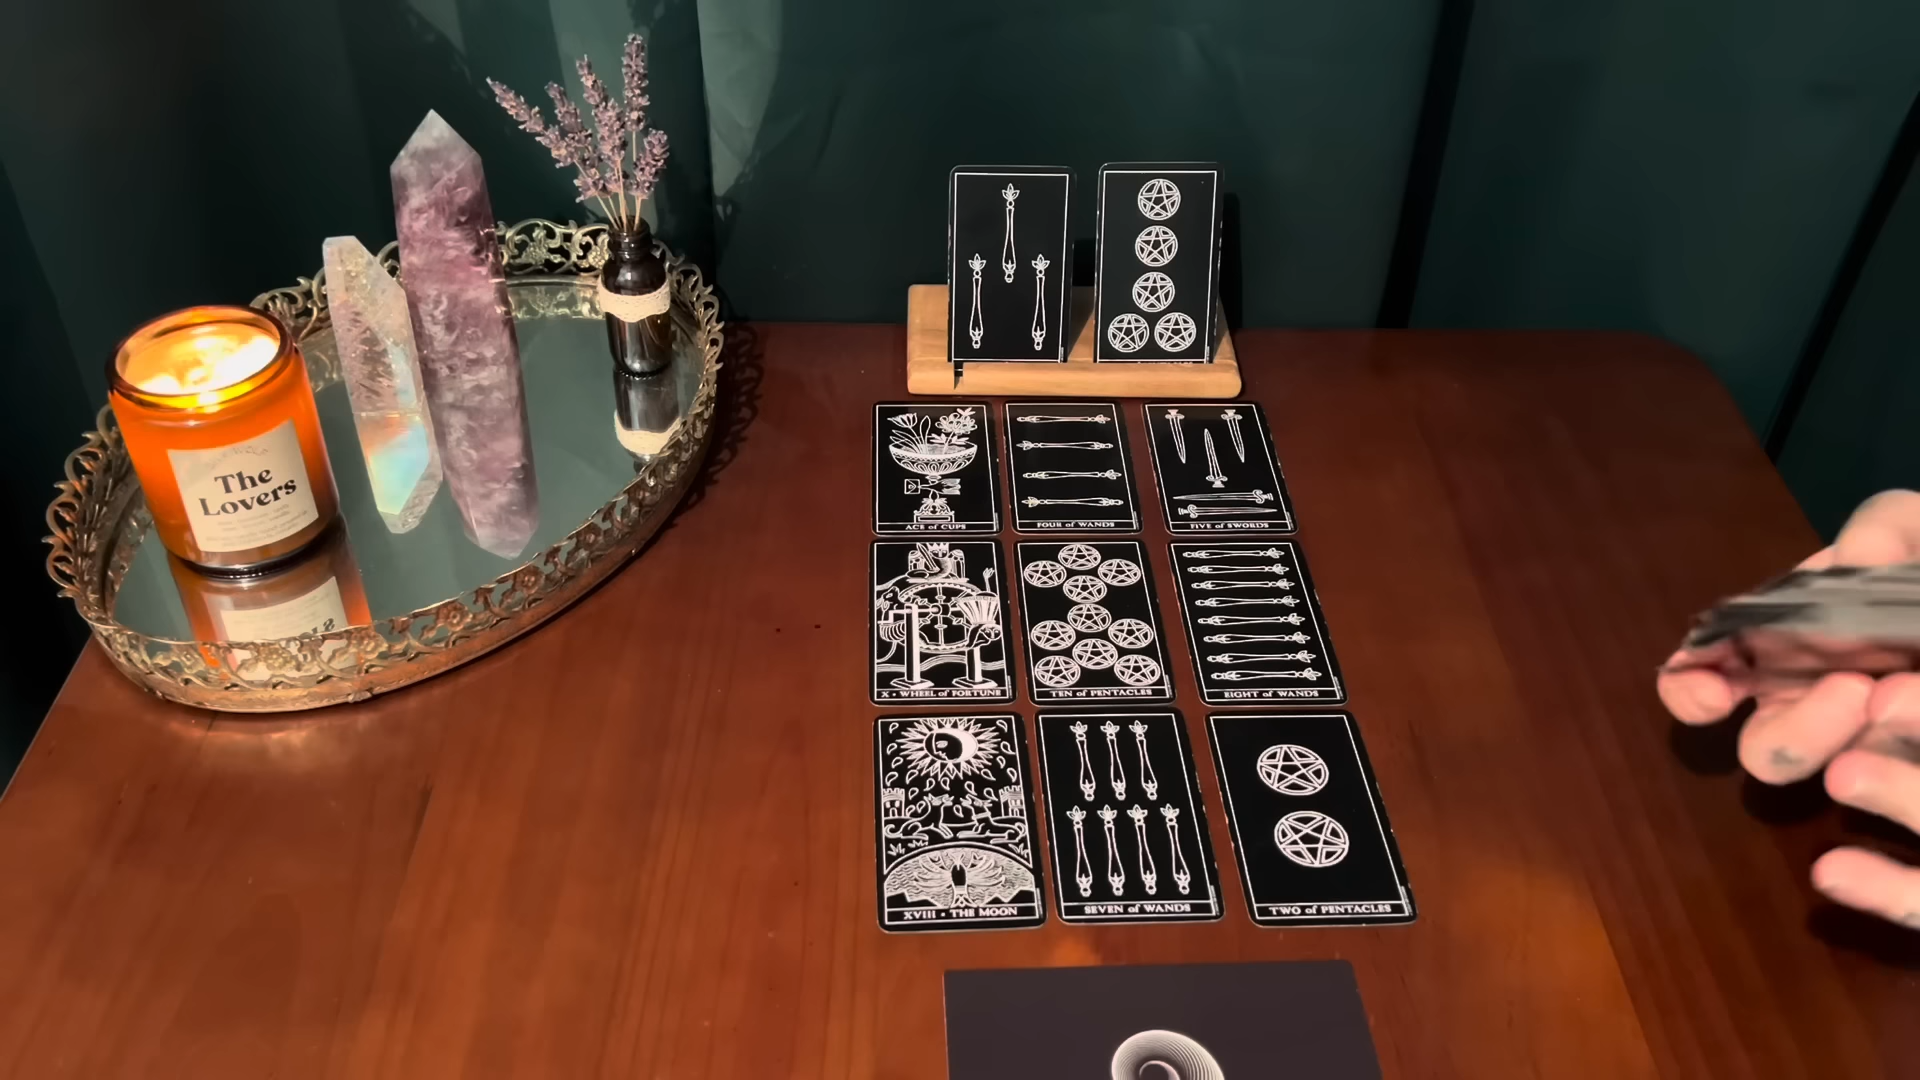 The
Lovers
ACE of CUPS
FOUR of WANDS
FIVE of SWORDS
X • WHEEL of FORTUNE
TEN of PENTACLES
EIGHT of WANDS
XVIII • THE MOON
SEVEN of WANDS
TWO of PENTACLES